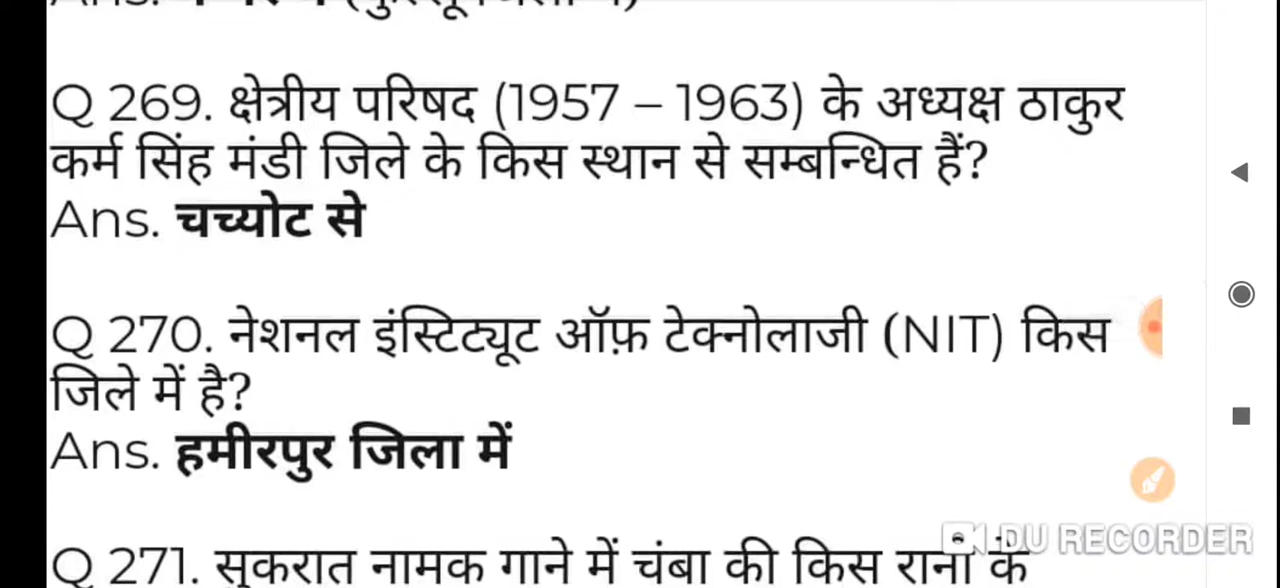 Q 269. क्षेत्रीय परिषद (1957 – 1963) के अध्यक्ष ठाकुर
कर्म सिंह मंडी जिले के किस स्थान से सम्बन्धित हैं?
Ans. चच्योट से
Q 270. नेशनल इंस्टिट्यूट ऑफ़ टेक्नोलाजी (NIT) किस
जिले में है?
Ans. हमीरपुर जिला में
Q 271. सुकरात नामक गाने में चंबा की किस रानी के
DU RECORDER